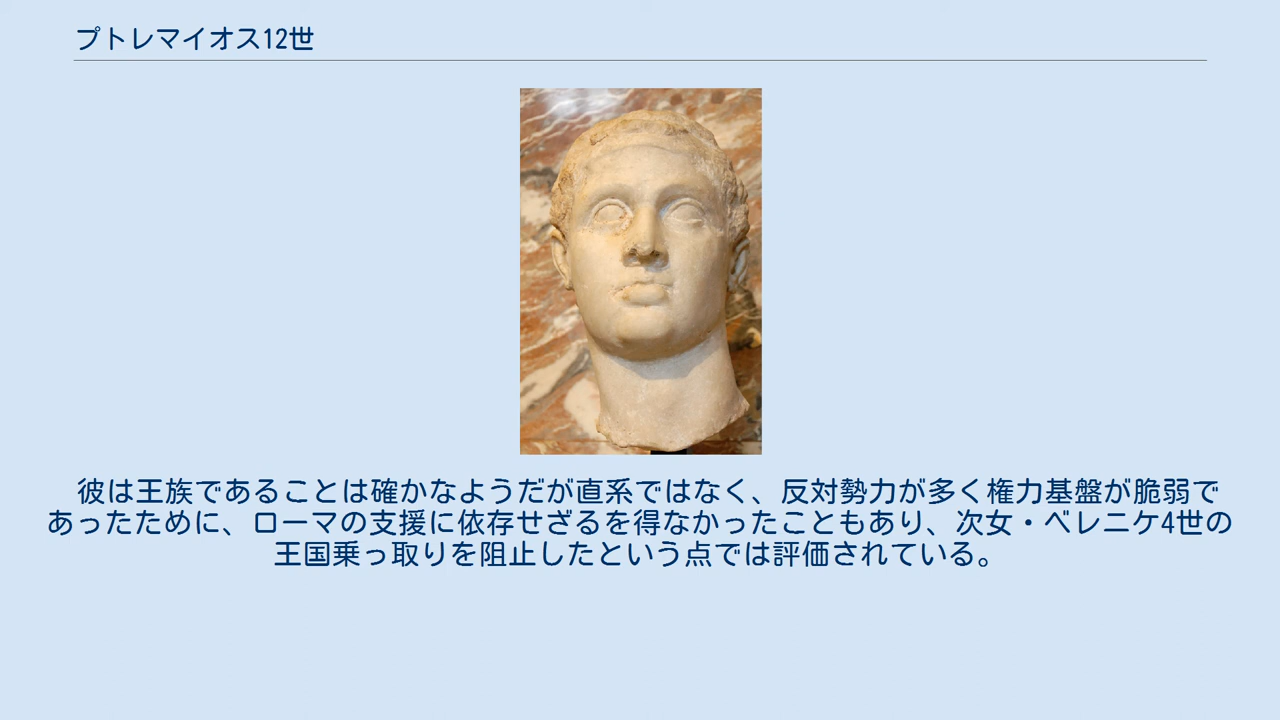 プトレマイオス12世
彼は王族であることは確かなようだが直系ではなく、反対勢力が多く権力基盤が脆弱で
あったために、ローマの支援に依存せざるを得なかったこともあり、次女・ベレニケ4世の
王国乗っ取りを阻止したという点では評価されている。